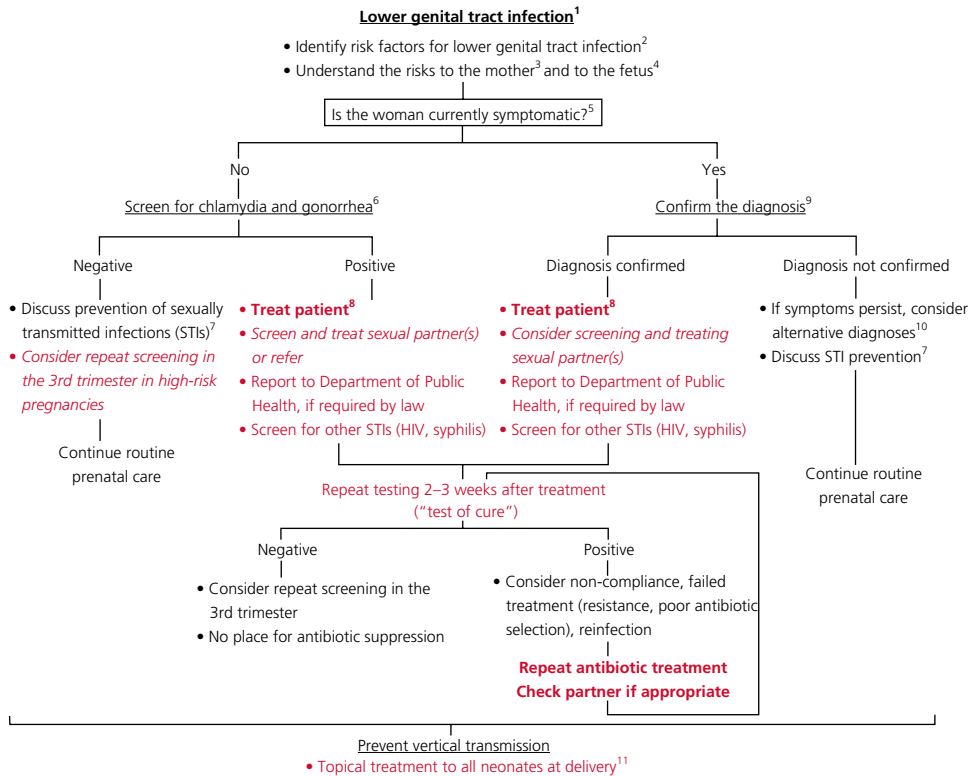 Lower genital tract infection1
• Identify risk factors for lower genital tract infection2
• Understand the risks to the mother3 and to the fetus4
Is the woman currently symptomatic?5
No
Yes
Screen for chlamydia and gonorrhea6
Confirm the diagnosis9
Negative
Positive
Diagnosis confirmed
Diagnosis not confirmed
• Discuss prevention of sexually
transmitted infections (STIs)7
• Consider repeat screening in
the 3rd trimester in high-risk
pregnancies
Continue routine
prenatal care
• Treat patient8
• Screen and treat sexual partner(s)
or refer
• Report to Department of Public
Health, if required by law
• Screen for other STIs (HIV, syphilis)
• Treat patient8
• Consider screening and treating
sexual partner(s)
• Report to Department of Public
Health, if required by law
• Screen for other STIs (HIV, syphilis)
• If symptoms persist, consider
alternative diagnoses10
• Discuss STI prevention7
Continue routine
prenatal care
Repeat testing 2–3 weeks after treatment
(“test of cure”)
Negative
Positive
• Consider repeat screening in the
3rd trimester
• No place for antibiotic suppression
• Consider non-compliance, failed
treatment (resistance, poor antibiotic
selection), reinfection
Repeat antibiotic treatment
Check partner if appropriate
Prevent vertical transmission
• Topical treatment to all neonates at delivery11